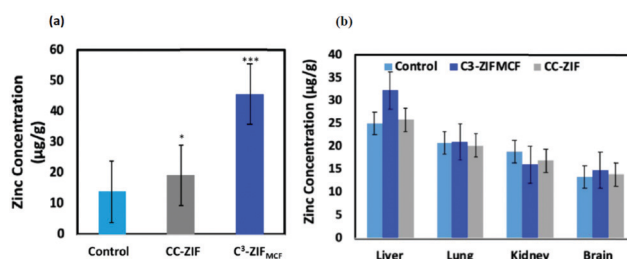 (a)
Zinc Concentration
(µg/g)
60
50
40
30
20
10
0
*
***
Control CC-ZIF C³-ZIF_MCF
(b)
Zinc Concentration (µg/g)
40
35
30
25
20
15
10
5
0
Control C3-ZIFMCF CC-ZIF
Liver Lung Kidney Brain